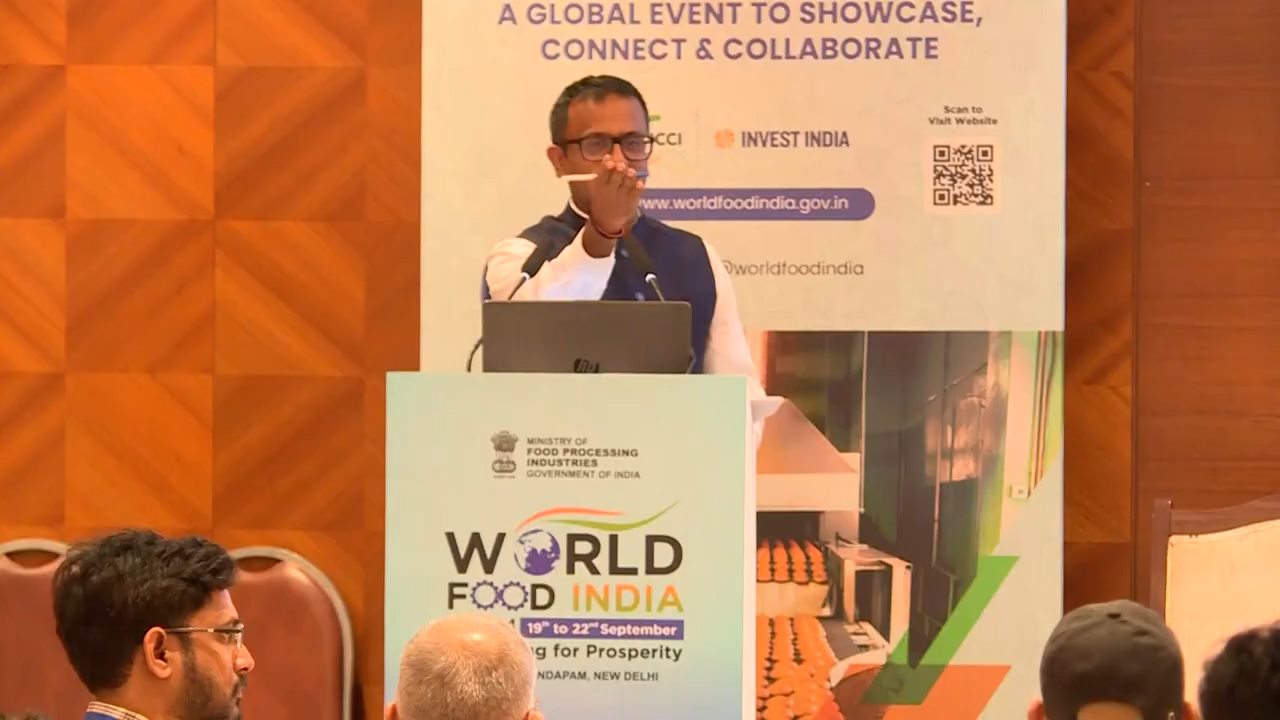 A GLOBAL EVENT TO SHOWCASE,
CONNECT & COLLABORATE
CCI
INVEST INDIA
Scan to
Visit Website
www.worldfoodindia.gov.in
@worldfoodindia
hp
MINISTRY OF
FOOD PROCESSING
INDUSTRIES
GOVERNMENT OF INDIA
WORLD
FOOD INDIA
19th to 22nd September
for Prosperity
NEW DELHI